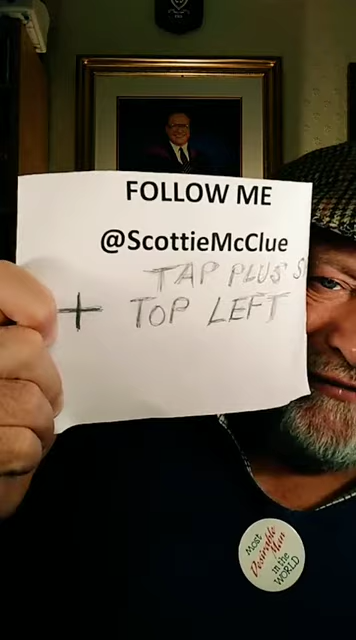 FOLLOW ME
@ScottieMcClue
TAP PLUS S
+ TOP LEFT
Most
Desirable
Man
in the
WORLD